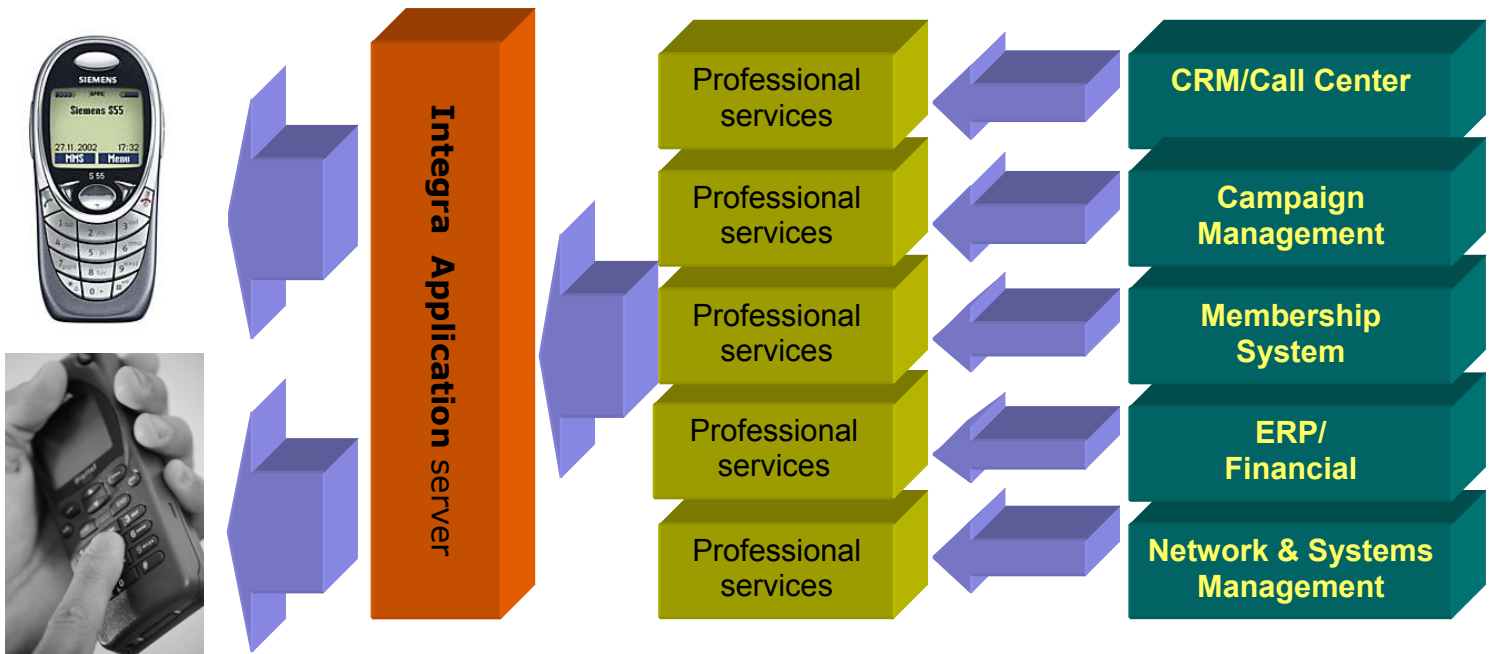 SIEMENS
Siemens S55
27.11.2002 17:32
MMS Menu
S 55
Integra Application server
Professional
services
Professional
services
Professional
services
Professional
services
Professional
services
CRM/Call Center
Campaign
Management
Membership
System
ERP/
Financial
Network & Systems
Management